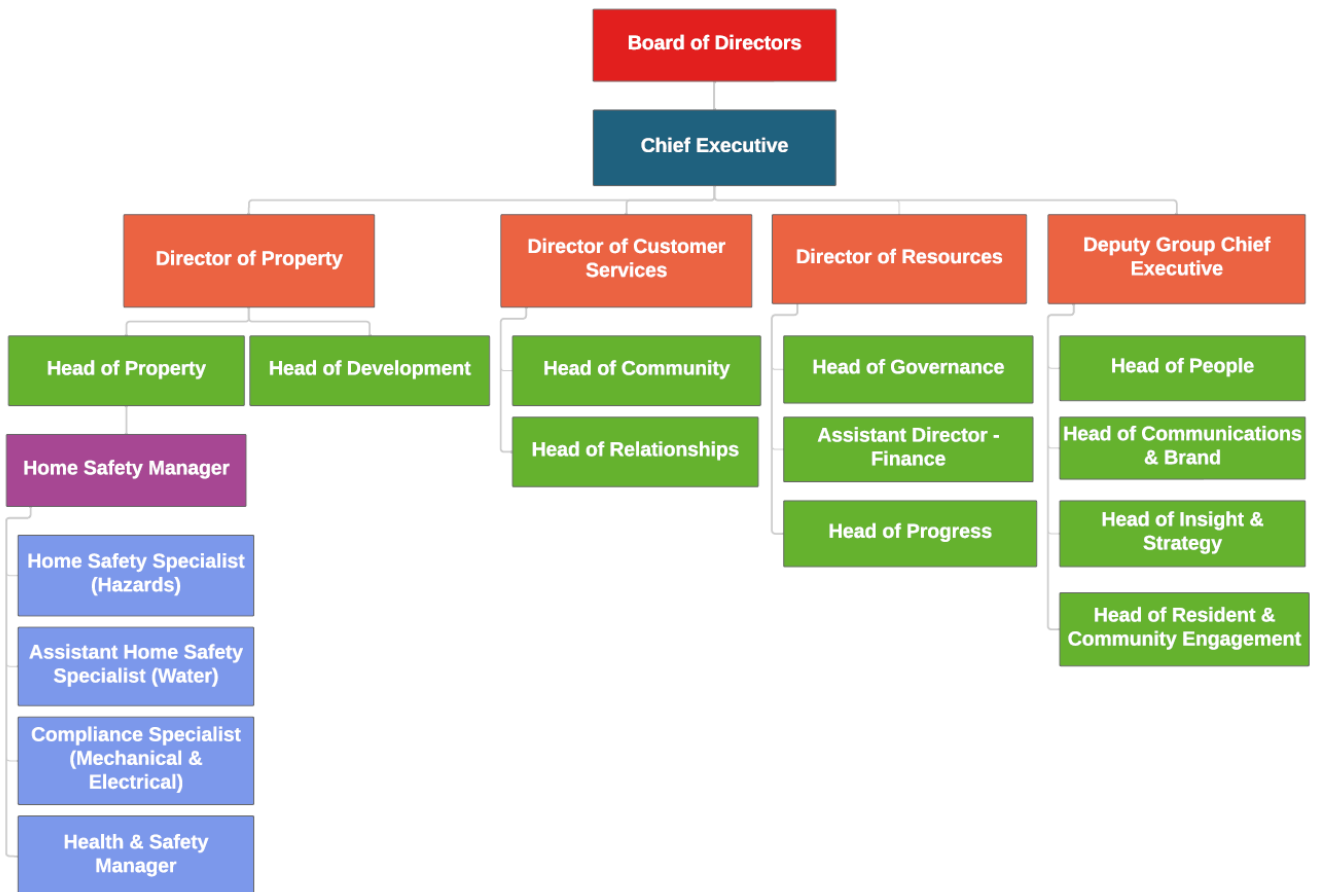 Board of Directors
Chief Executive
Director of Property
Director of Customer
Services
Director of Resources
Deputy Group Chief
Executive
Head of Property
Head of Development
Head of Community
Head of Relationships
Head of Governance
Assistant Director -
Finance
Head of Progress
Head of People
Head of Communications
& Brand
Head of Insight &
Strategy
Head of Resident &
Community Engagement
Home Safety Manager
Home Safety Specialist
(Hazards)
Assistant Home Safety
Specialist (Water)
Compliance Specialist
(Mechanical &
Electrical)
Health & Safety
Manager